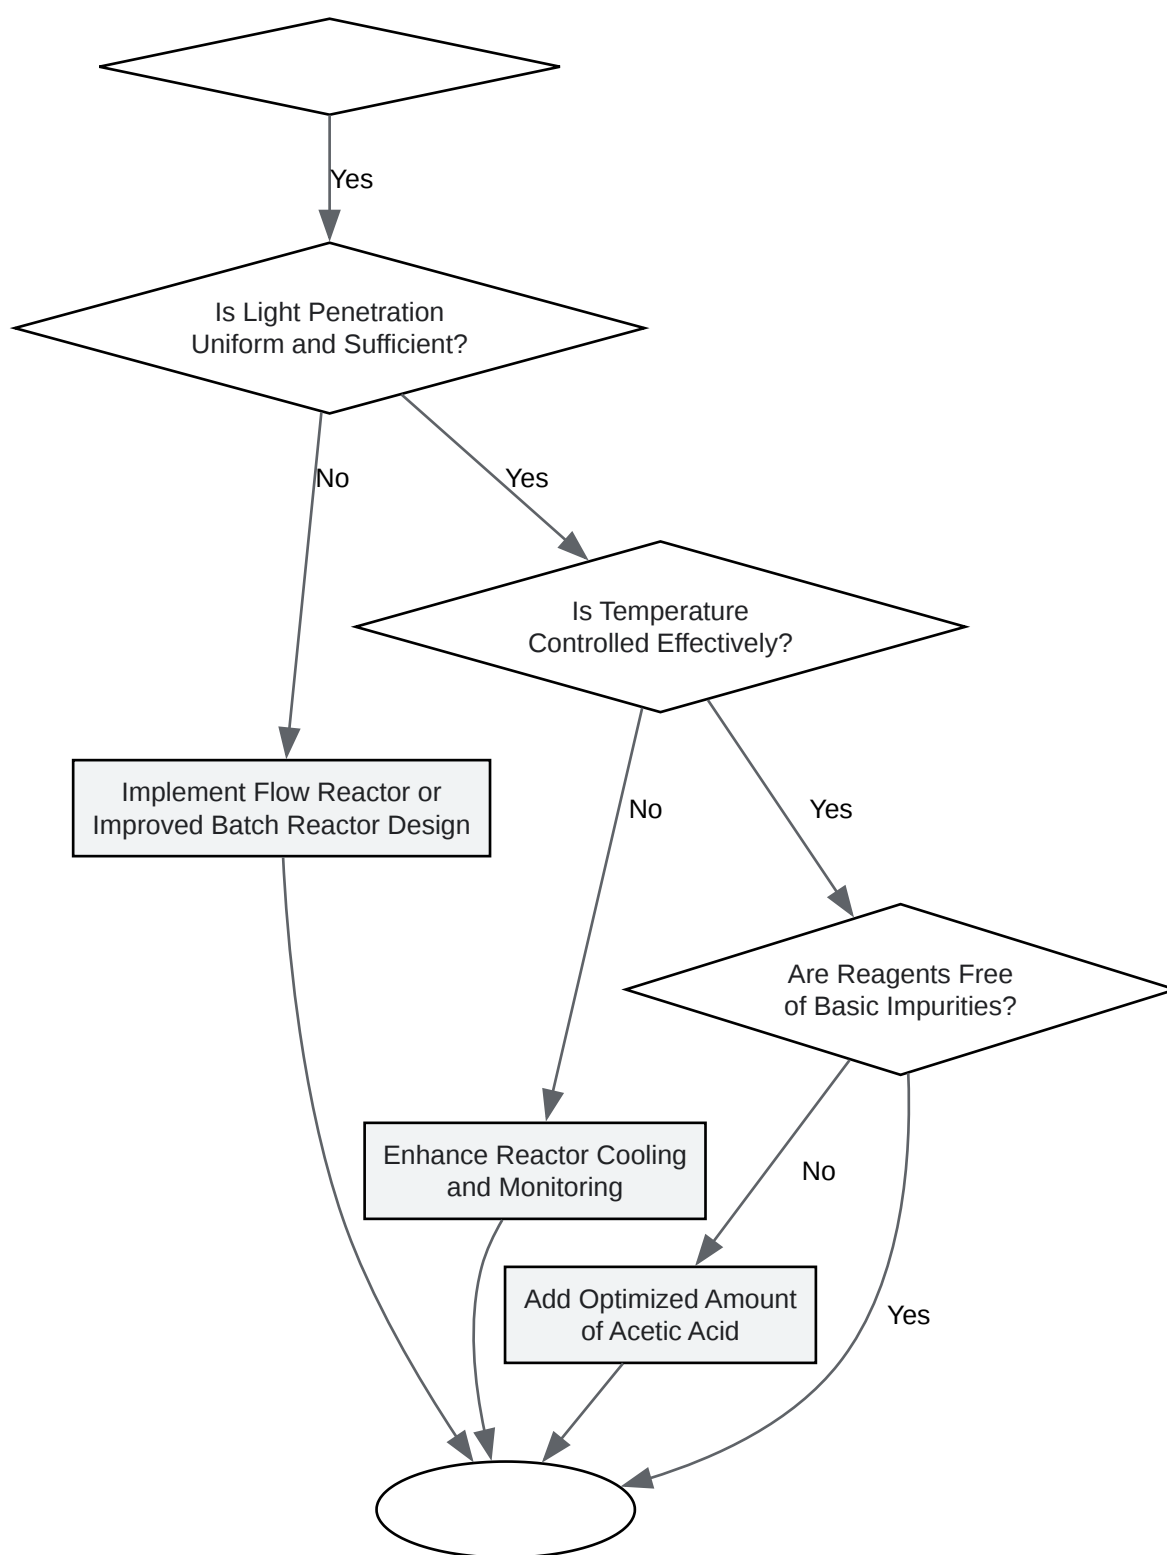 Yes
Is Light Penetration
Uniform and Sufficient?
No
Yes
Is Temperature
Controlled Effectively?
Implement Flow Reactor or
Improved Batch Reactor Design
No
Yes
Are Reagents Free
of Basic Impurities?
Enhance Reactor Cooling
and Monitoring
No
Add Optimized Amount
of Acetic Acid
Yes